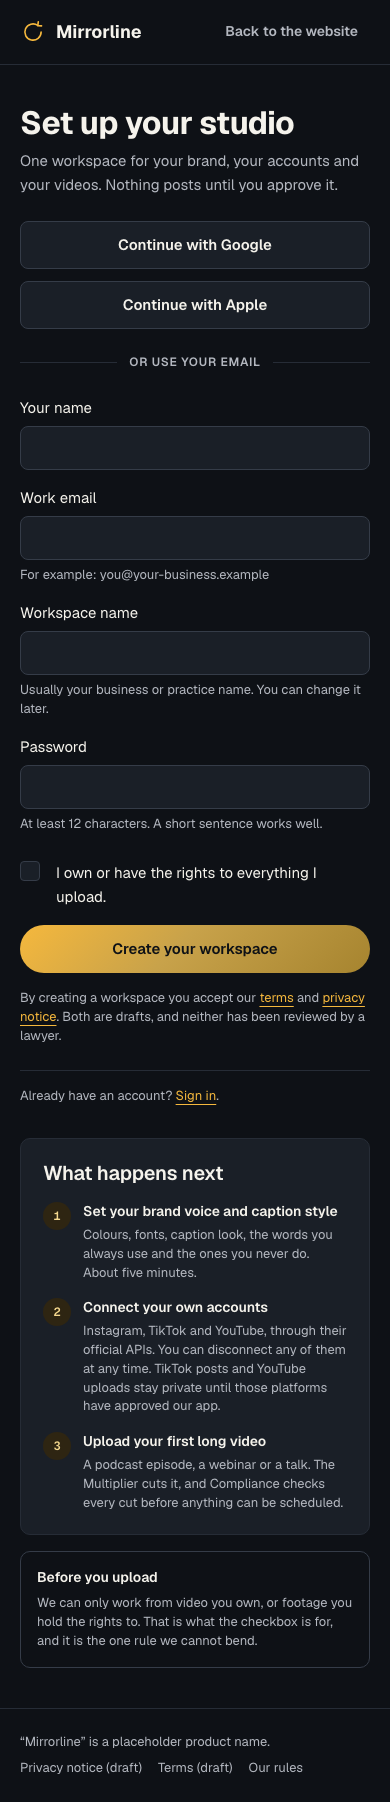 Mirrorline
Back to the website
Set up your studio
One workspace for your brand, your accounts and
your videos. Nothing posts until you approve it.
Continue with Google
Continue with Apple
OR USE YOUR EMAIL
Your name
Work email
For example: you@your-business.example
Workspace name
Usually your business or practice name. You can change it
later.
Password
At least 12 characters. A short sentence works well.
I own or have the rights to everything I
upload.
Create your workspace
By creating a workspace you accept our terms and privacy
notice. Both are drafts, and neither has been reviewed by a
lawyer.
Already have an account? Sign in.
What happens next
1
Set your brand voice and caption style
Colours, fonts, caption look, the words you
always use and the ones you never do.
About five minutes.
2
Connect your own accounts
Instagram, TikTok and YouTube, through their
official APIs. You can disconnect any of them
at any time. TikTok posts and YouTube
uploads stay private until those platforms
have approved our app.
3
Upload your first long video
A podcast episode, a webinar or a talk. The
Multiplier cuts it, and Compliance checks
every cut before anything can be scheduled.
Before you upload
We can only work from video you own, or footage you
hold the rights to. That is what the checkbox is for,
and it is the one rule we cannot bend.
“Mirrorline” is a placeholder product name.
Privacy notice (draft)
Terms (draft)
Our rules